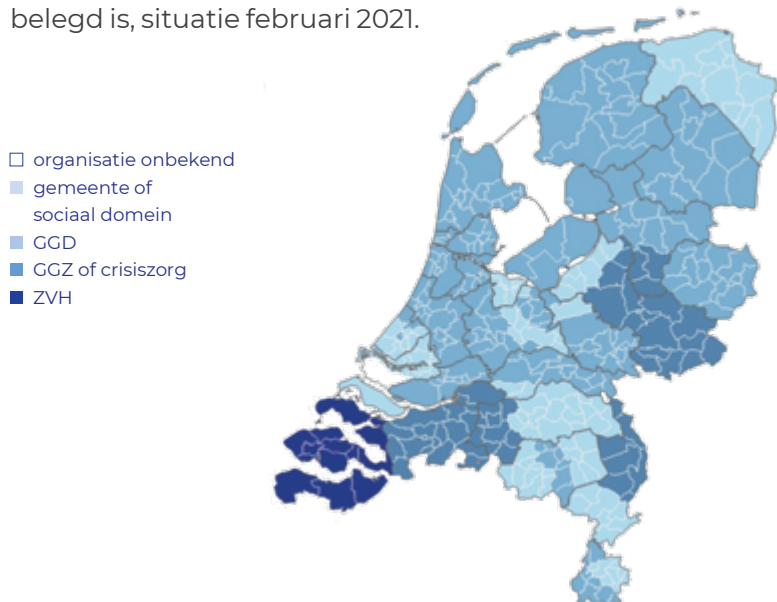 belegd is, situatie februari 2021.
organisatie onbekend
gemeente of
sociaal domein
GGD
GGZ of crisiszorg
ZVH